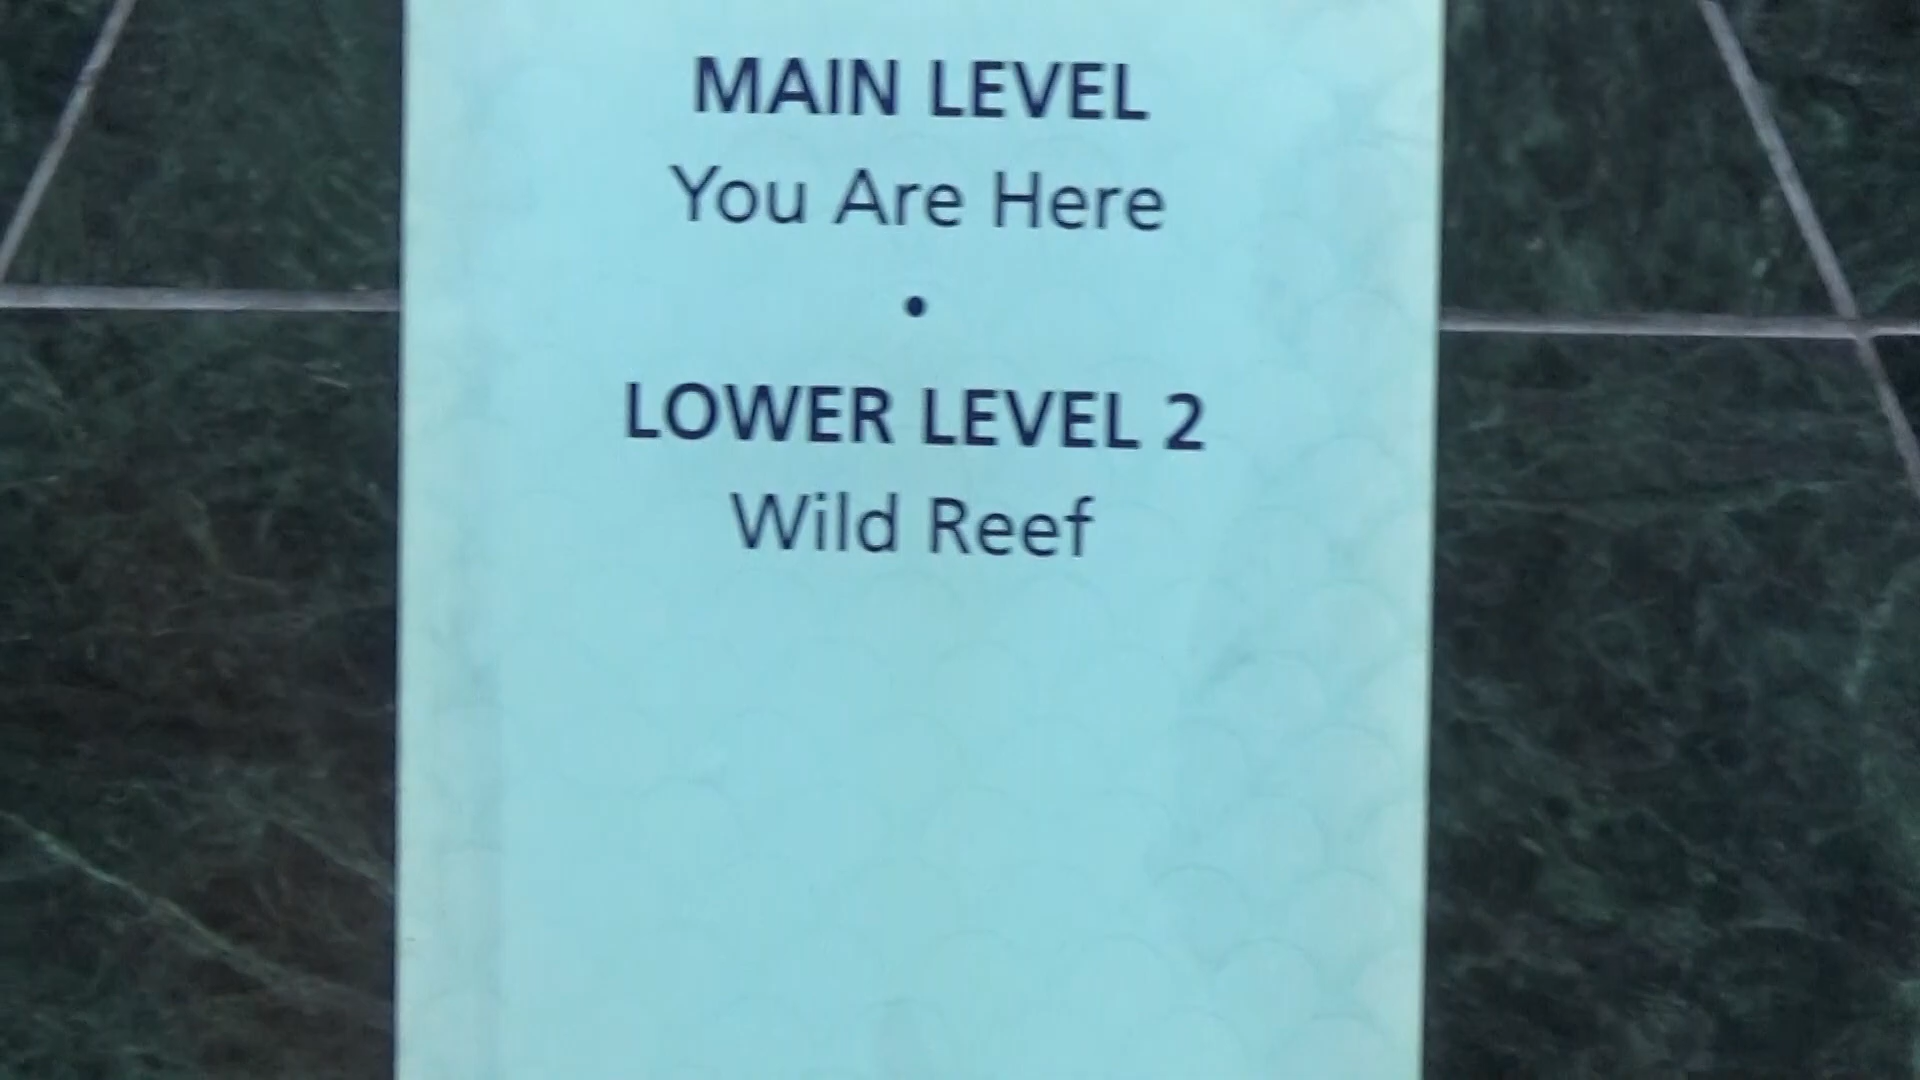 MAIN LEVEL
You Are Here
•
LOWER LEVEL 2
Wild Reef